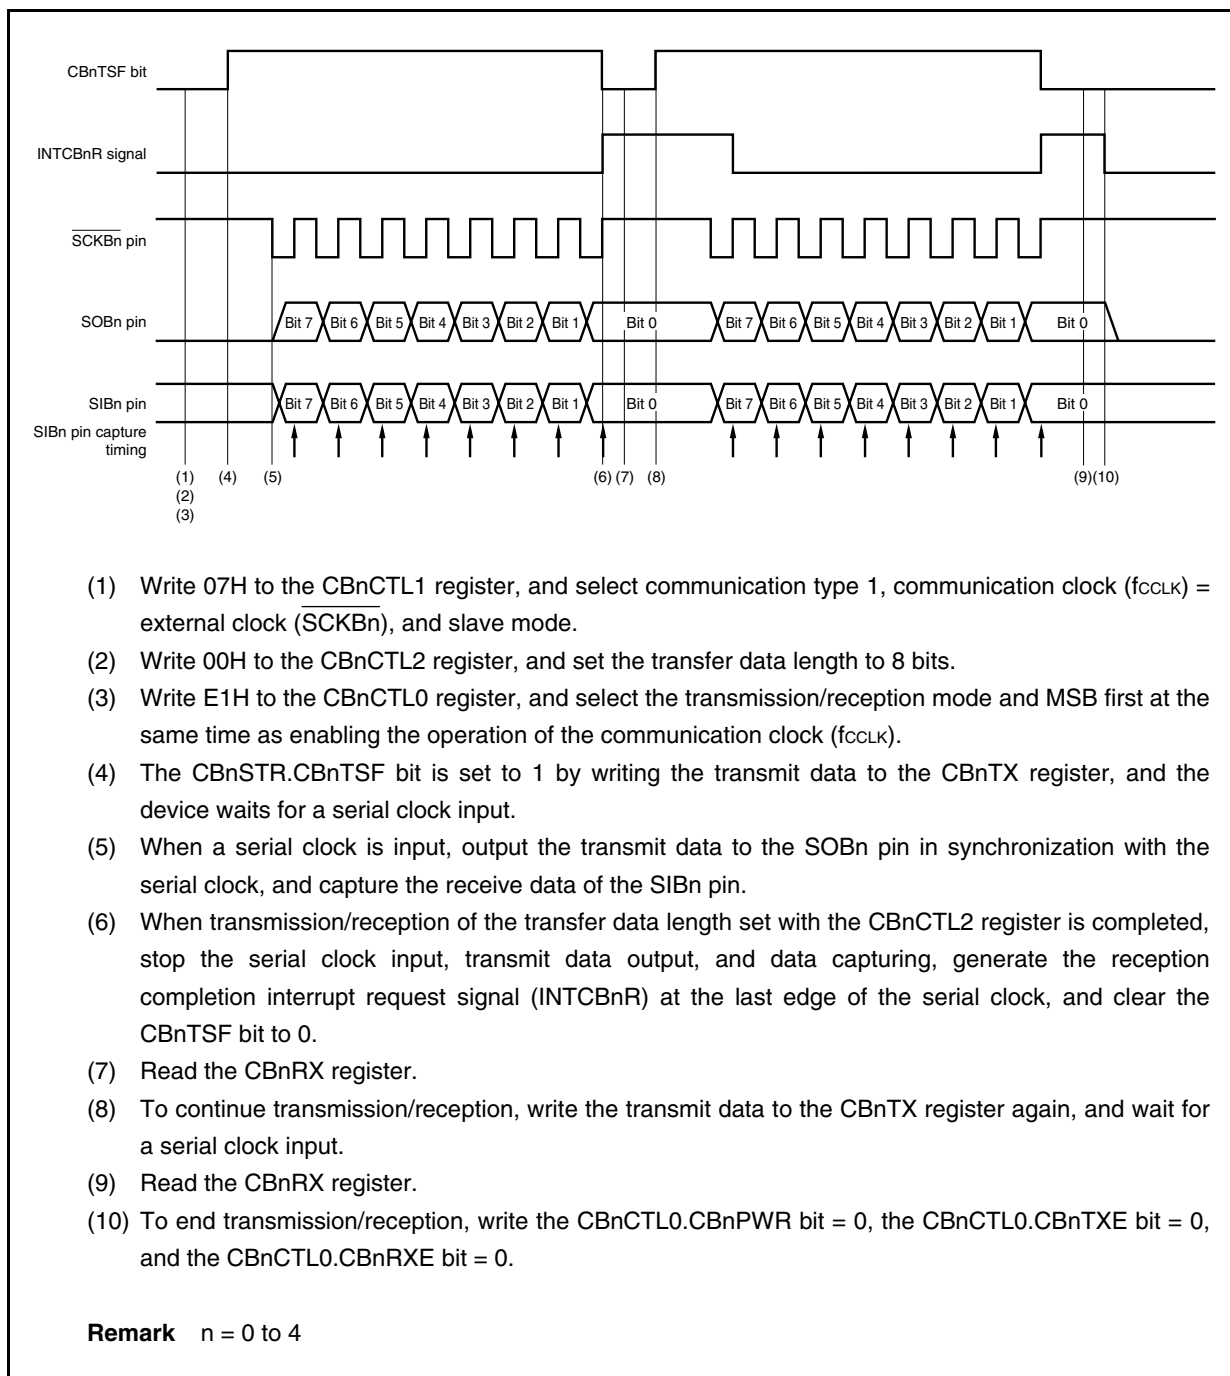 CBnTSF bit
INTCBnR signal
SCKBn pin
SOBn pin
Bit 7 Bit 6 Bit 5 Bit 4 Bit 3 Bit 2 Bit 1 Bit 0 Bit 7 Bit 6 Bit 5 Bit 4 Bit 3 Bit 2 Bit 1 Bit 0
SIBn pin
Bit 7 Bit 6 Bit 5 Bit 4 Bit 3 Bit 2 Bit 1 Bit 0 Bit 7 Bit 6 Bit 5 Bit 4 Bit 3 Bit 2 Bit 1 Bit 0
SIBn pin capture
timing
(1) (4) (5) (6) (7) (8) (9) (10)
(2)
(3)
(1) Write 07H to the CBnCTL1 register, and select communication type 1, communication clock (fCCLK) =
external clock (SCKBn), and slave mode.
(2) Write 00H to the CBnCTL2 register, and set the transfer data length to 8 bits.
(3) Write E1H to the CBnCTL0 register, and select the transmission/reception mode and MSB first at the
same time as enabling the operation of the communication clock (fCCLK).
(4) The CBnSTR.CBnTSF bit is set to 1 by writing the transmit data to the CBnTX register, and the
device waits for a serial clock input.
(5) When a serial clock is input, output the transmit data to the SOBn pin in synchronization with the
serial clock, and capture the receive data of the SIBn pin.
(6) When transmission/reception of the transfer data length set with the CBnCTL2 register is completed,
stop the serial clock input, transmit data output, and data capturing, generate the reception
completion interrupt request signal (INTCBnR) at the last edge of the serial clock, and clear the
CBnTSF bit to 0.
(7) Read the CBnRX register.
(8) To continue transmission/reception, write the transmit data to the CBnTX register again, and wait for
a serial clock input.
(9) Read the CBnRX register.
(10) To end transmission/reception, write the CBnCTL0.CBnPWR bit = 0, the CBnCTL0.CBnTXE bit = 0,
and the CBnCTL0.CBnRXE bit = 0.
Remark n = 0 to 4